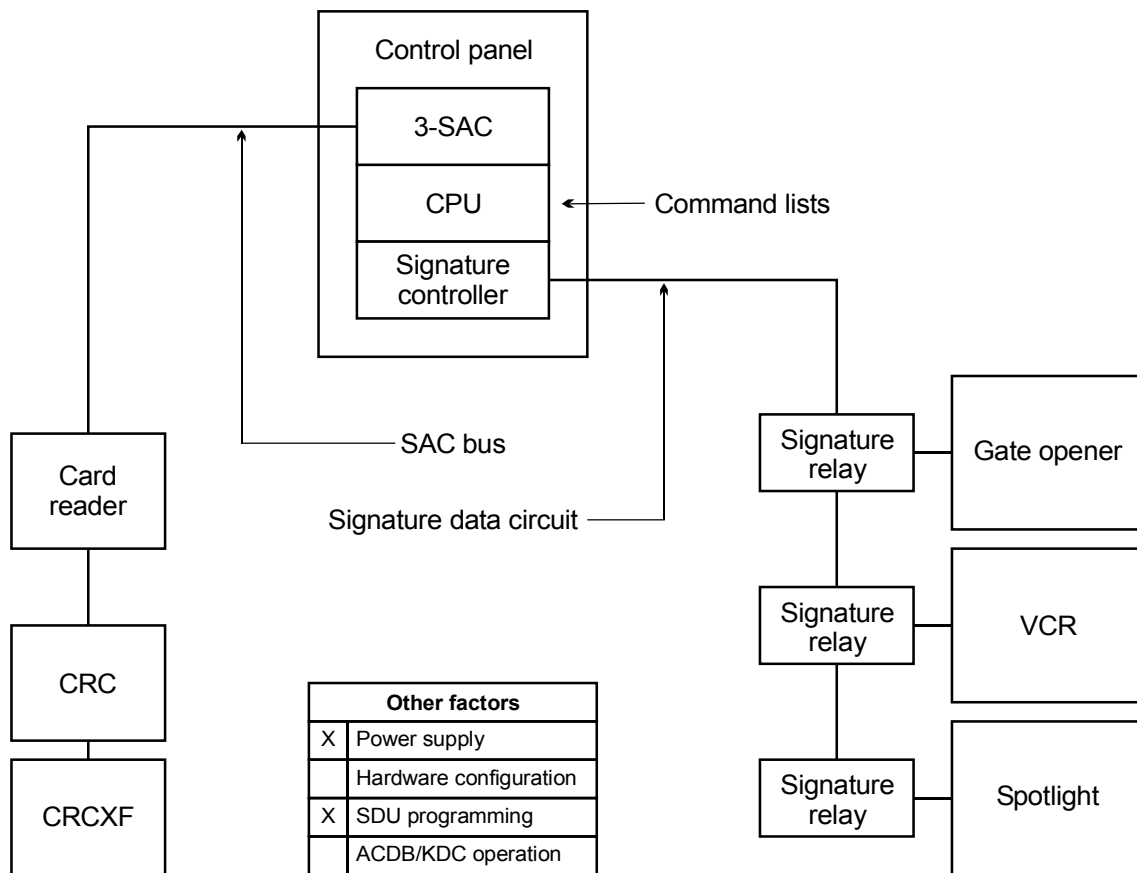 Control panel
3-SAC
CPU
Command lists
Signature
controller
SAC bus
Signature data circuit
Card
reader
CRC
CRCXF
Signature
relay
Gate opener
Signature
relay
VCR
Signature
relay
Spotlight
Other factors
X Power supply
Hardware configuration
X SDU programming
ACDB/KDC operation